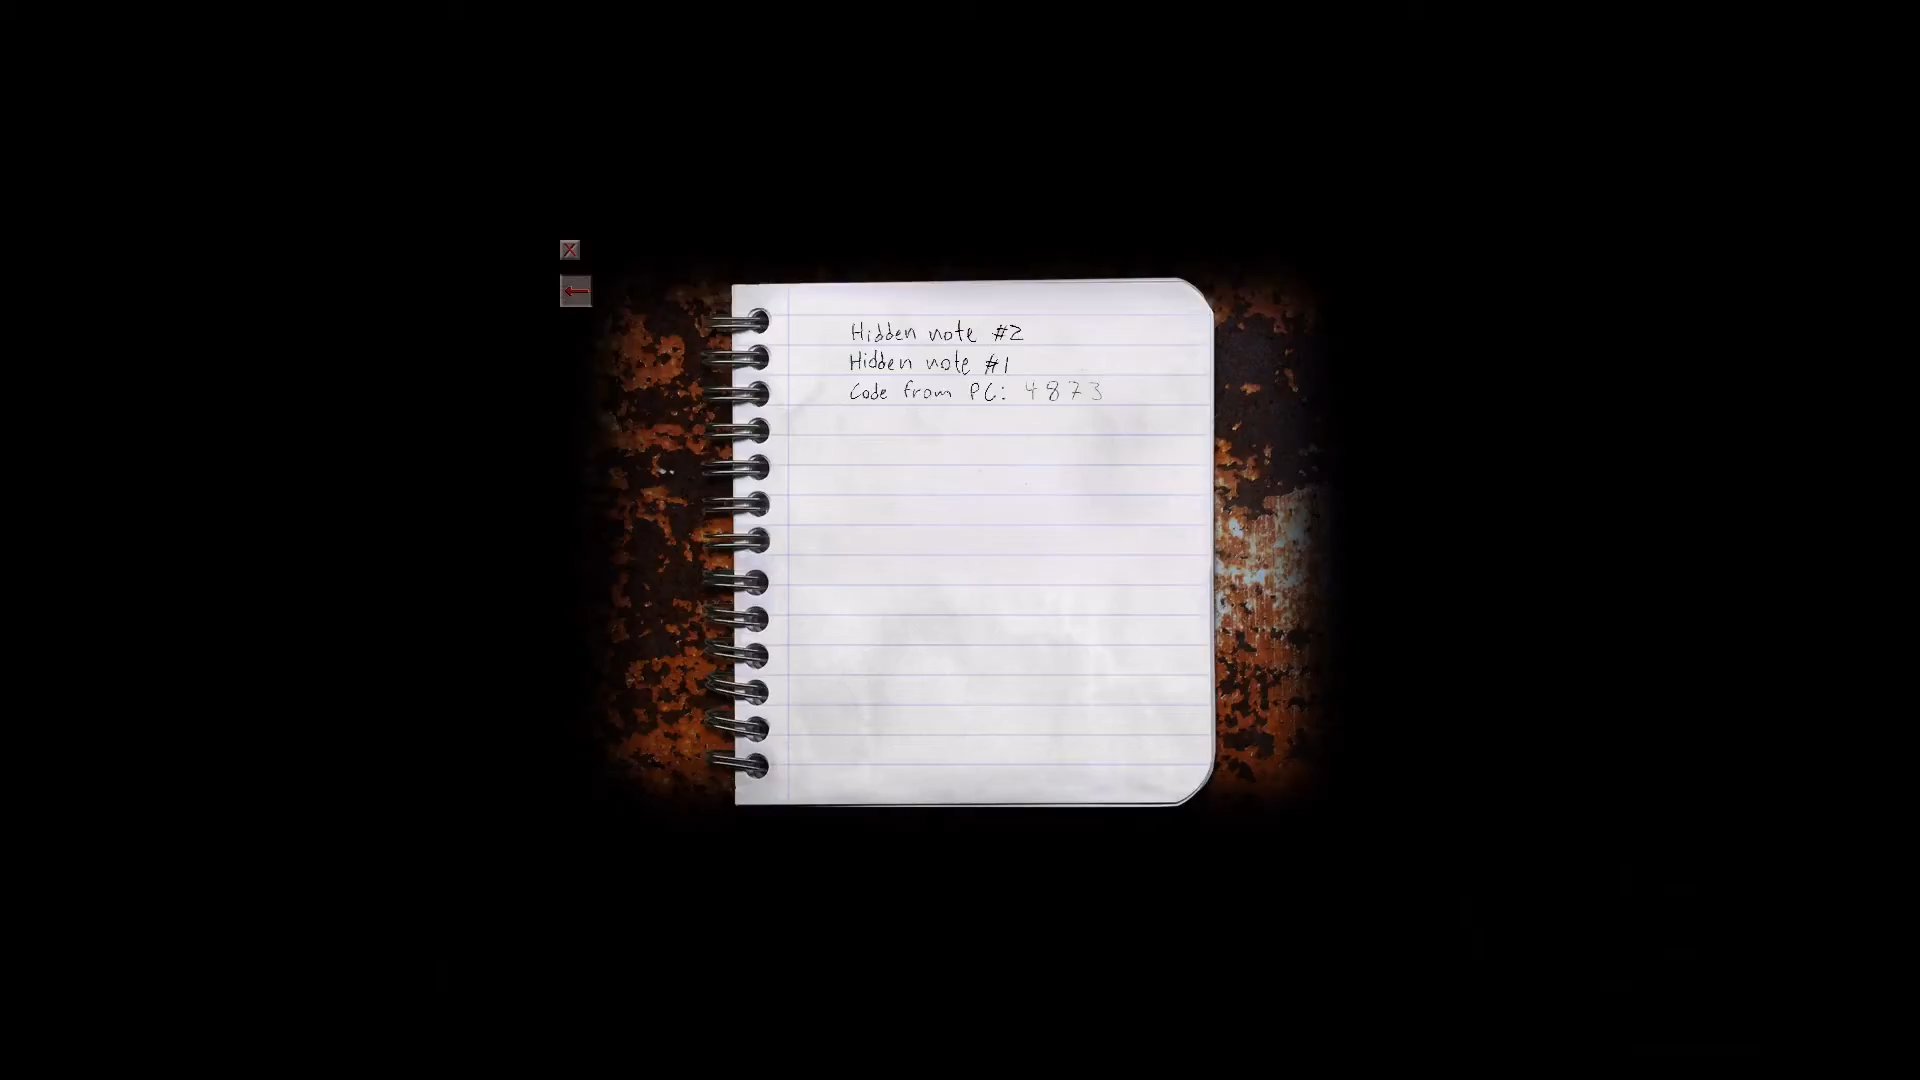 Hidden note #2
Hidden note #1
Code from PC: 4873